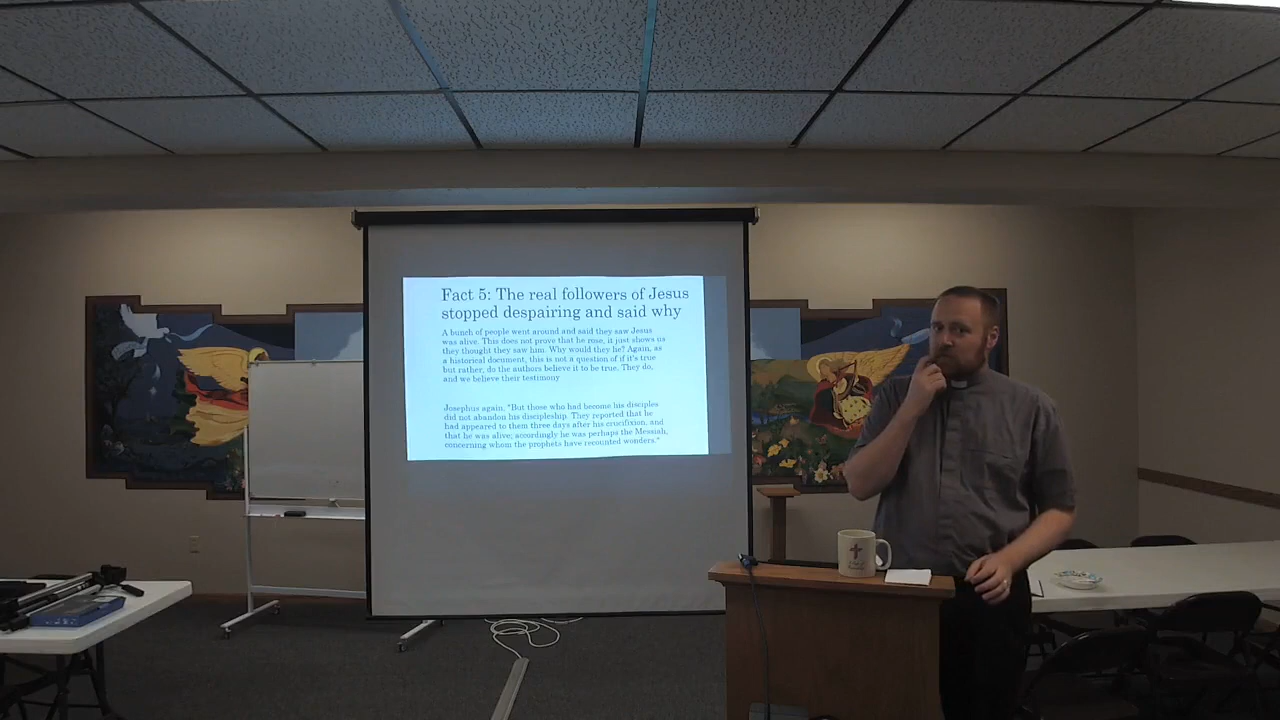 Fact 5: The real followers of Jesus
stopped despairing and said why
A bunch of people went around and said they saw Jesus
was alive. This does not prove that he rose, it just shows us
they thought they saw him. Why would they lie? Again, as
a historical document, this is not a question of if it's true
but rather, do the authors believe it to be true. They do,
and we believe their testimony
Josephus again, "But those who had become his disciples
did not abandon his discipleship. They reported that he
had appeared to them three days after his crucifixion, and
that he was alive; accordingly he was perhaps the Messiah,
concerning whom the prophets have recounted wonders."